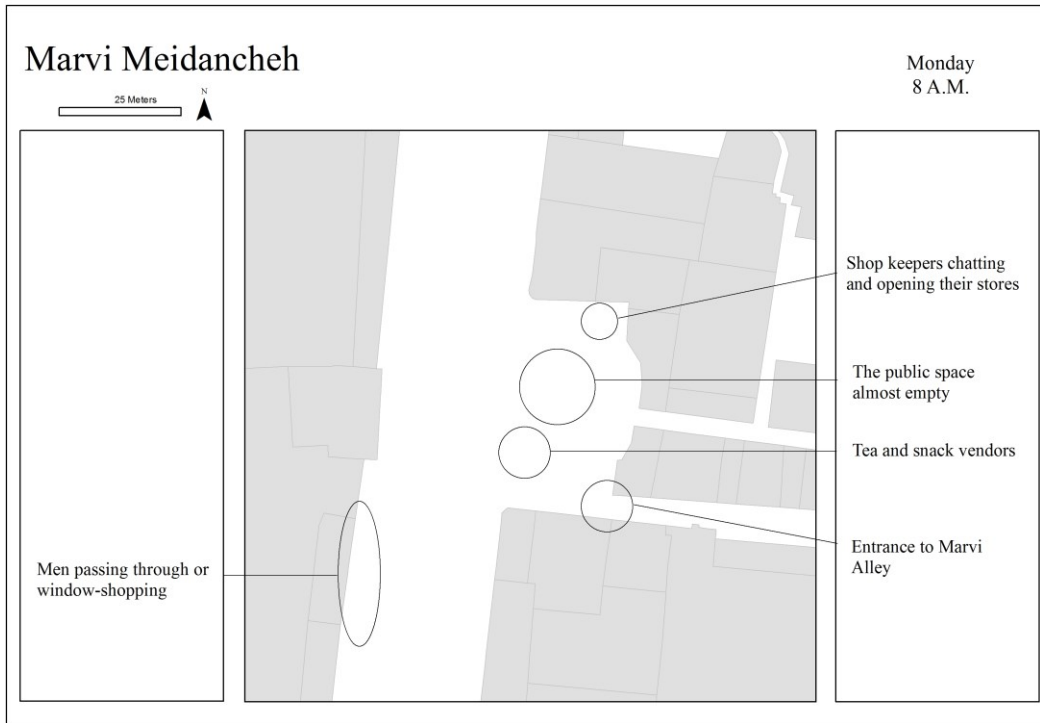 Marvi Meidancheh
Monday
8 A.M.
25 Meters
N
Shop keepers chatting
and opening their stores
The public space
almost empty
Tea and snack vendors
Entrance to Marvi
Alley
Men passing through or
window-shopping